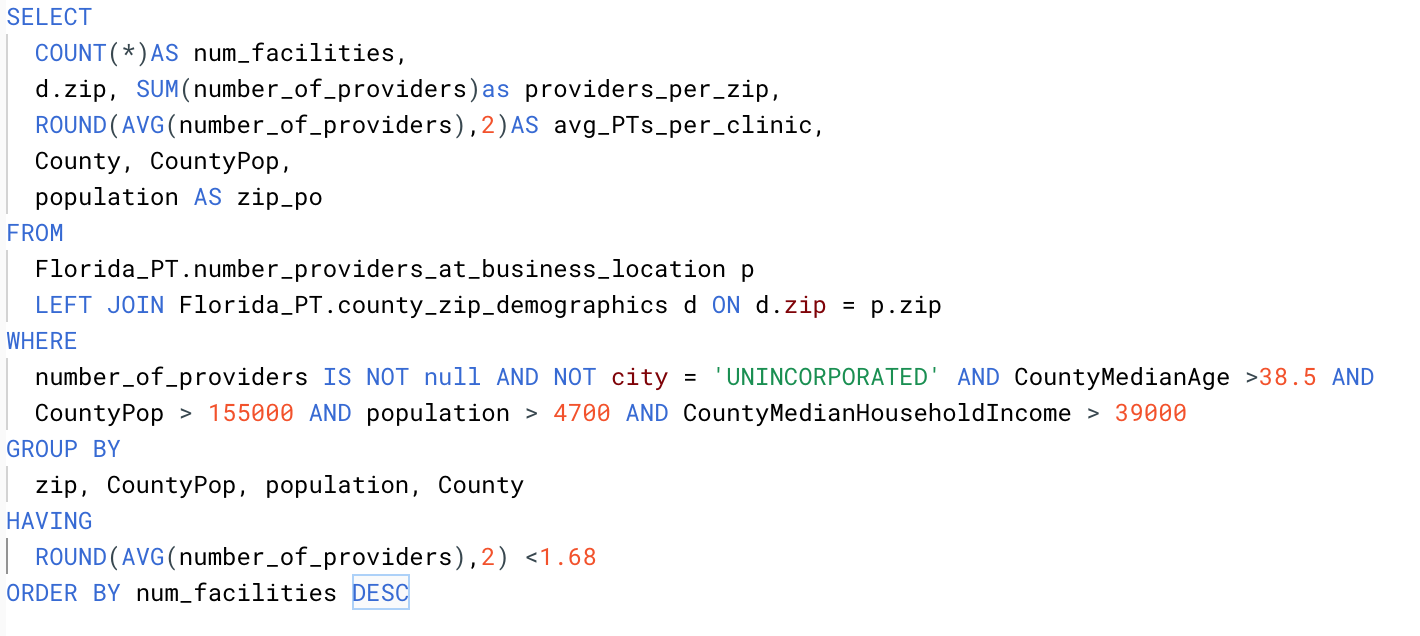 SELECT
COUNT(*)AS num_facilities,
d.zip, SUM(number_of_providers)as providers_per_zip,
ROUND(AVG(number_of_providers),2)AS avg_PTs_per_clinic,
County, CountyPop,
population AS zip_po
FROM
Florida_PT.number_providers_at_business_location p
LEFT JOIN Florida_PT.county_zip_demographics d ON d.zip = p.zip
WHERE
number_of_providers IS NOT null AND NOT city = 'UNINCORPORATED' AND CountyMedianAge >38.5 AND
CountyPop > 155000 AND population > 4700 AND CountyMedianHouseholdIncome > 39000
GROUP BY
zip, CountyPop, population, County
HAVING
ROUND(AVG(number_of_providers),2) <1.68
ORDER BY num_facilities DESC